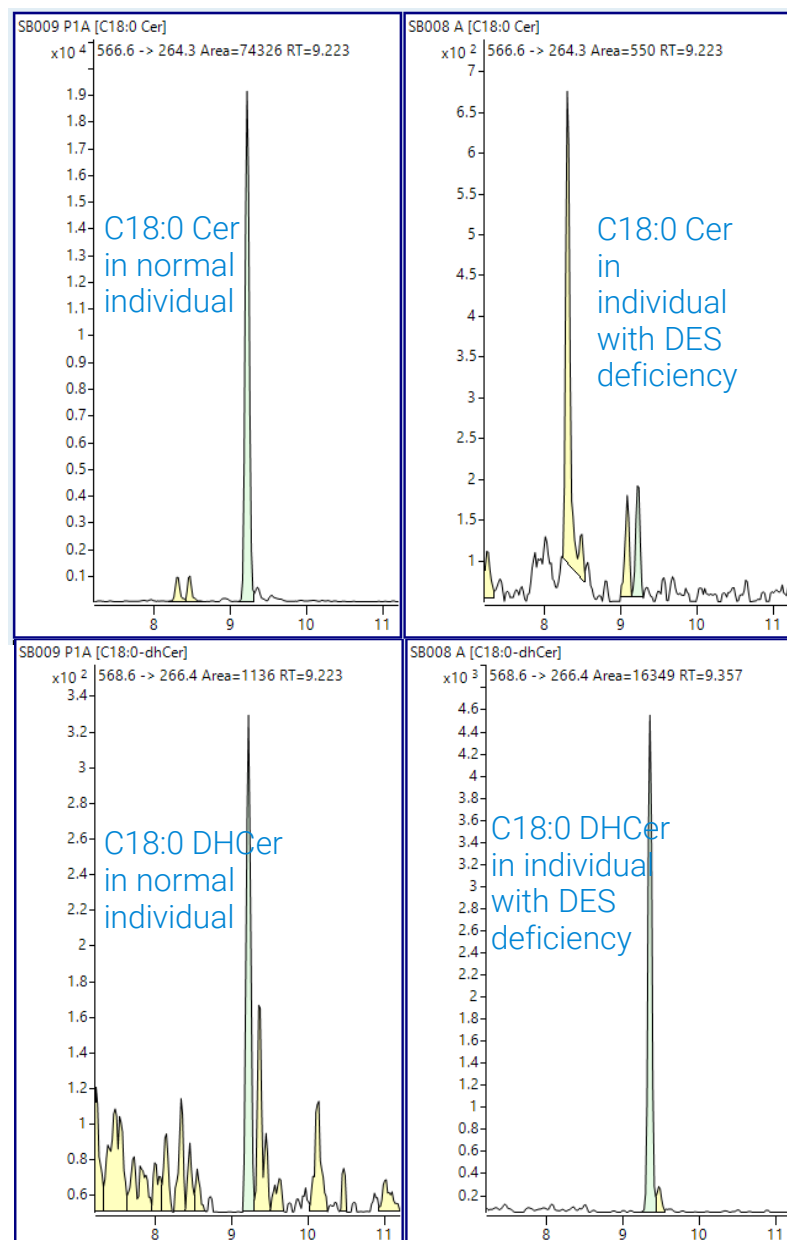 SB009 P1A [C18:0 Cer]
x10 4
566.6 -> 264.3 Area=74326 RT=9.223
1.9
1.8
1.7
1.6
1.5
1.4
1.3
1.2
1.1
1
0.9
0.8
0.7
0.6
0.5
0.4
0.3
0.2
0.1
C18:0 Cer
in normal
individual
8 9 10 11
SB008 A [C18:0 Cer]
x10 2
566.6 -> 264.3 Area=550 RT=9.223
7
6.5
6
5.5
5
4.5
4
3.5
3
2.5
2
1.5
1
C18:0 Cer
in
individual
with DES
deficiency
8 9 10 11
SB009 P1A [C18:0-dhCer]
x10 2
568.6 -> 266.4 Area=1136 RT=9.223
3.4
3.2
3
2.8
2.6
2.4
2.2
2
1.8
1.6
1.4
1.2
1
0.8
0.6
C18:0 DHCer
in normal
individual
8 9 10 11
SB008 A [C18:0-dhCer]
x10 3
568.6 -> 266.4 Area=16349 RT=9.357
4.6
4.4
4.2
4
3.8
3.6
3.4
3.2
3
2.8
2.6
2.4
2.2
2
1.8
1.6
1.4
1.2
1
0.8
0.6
0.4
0.2
C18:0 DHCer
in individual
with DES
deficiency
8 9 10 11